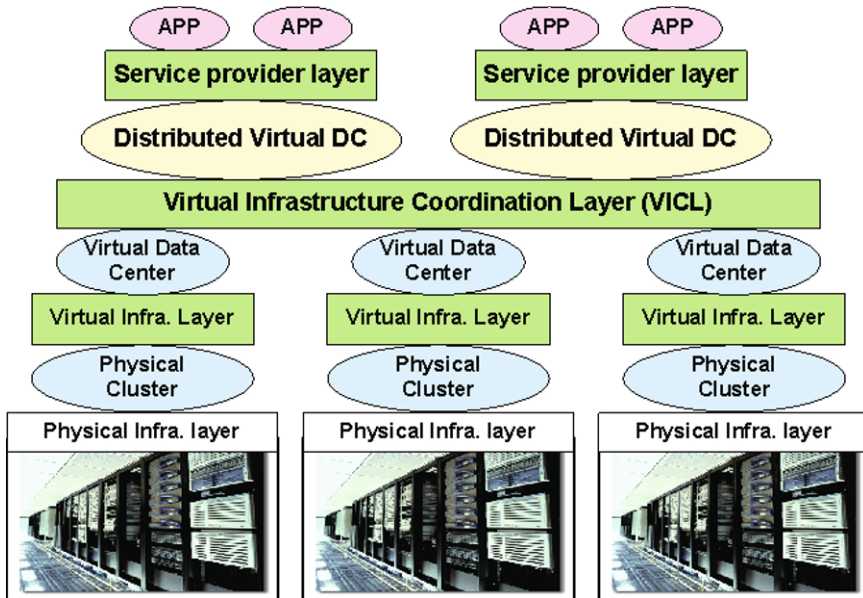 APP APP APP APP
Service provider layer Service provider layer
Distributed Virtual DC Distributed Virtual DC
Virtual Infrastructure Coordination Layer (VICL)
Virtual Data Virtual Data Virtual Data
Center Center Center
Virtual Infra. Layer Virtual Infra. Layer Virtual Infra. Layer
Physical Physical Physical
Cluster Cluster Cluster
Physical Infra. layer Physical Infra. layer Physical Infra. layer